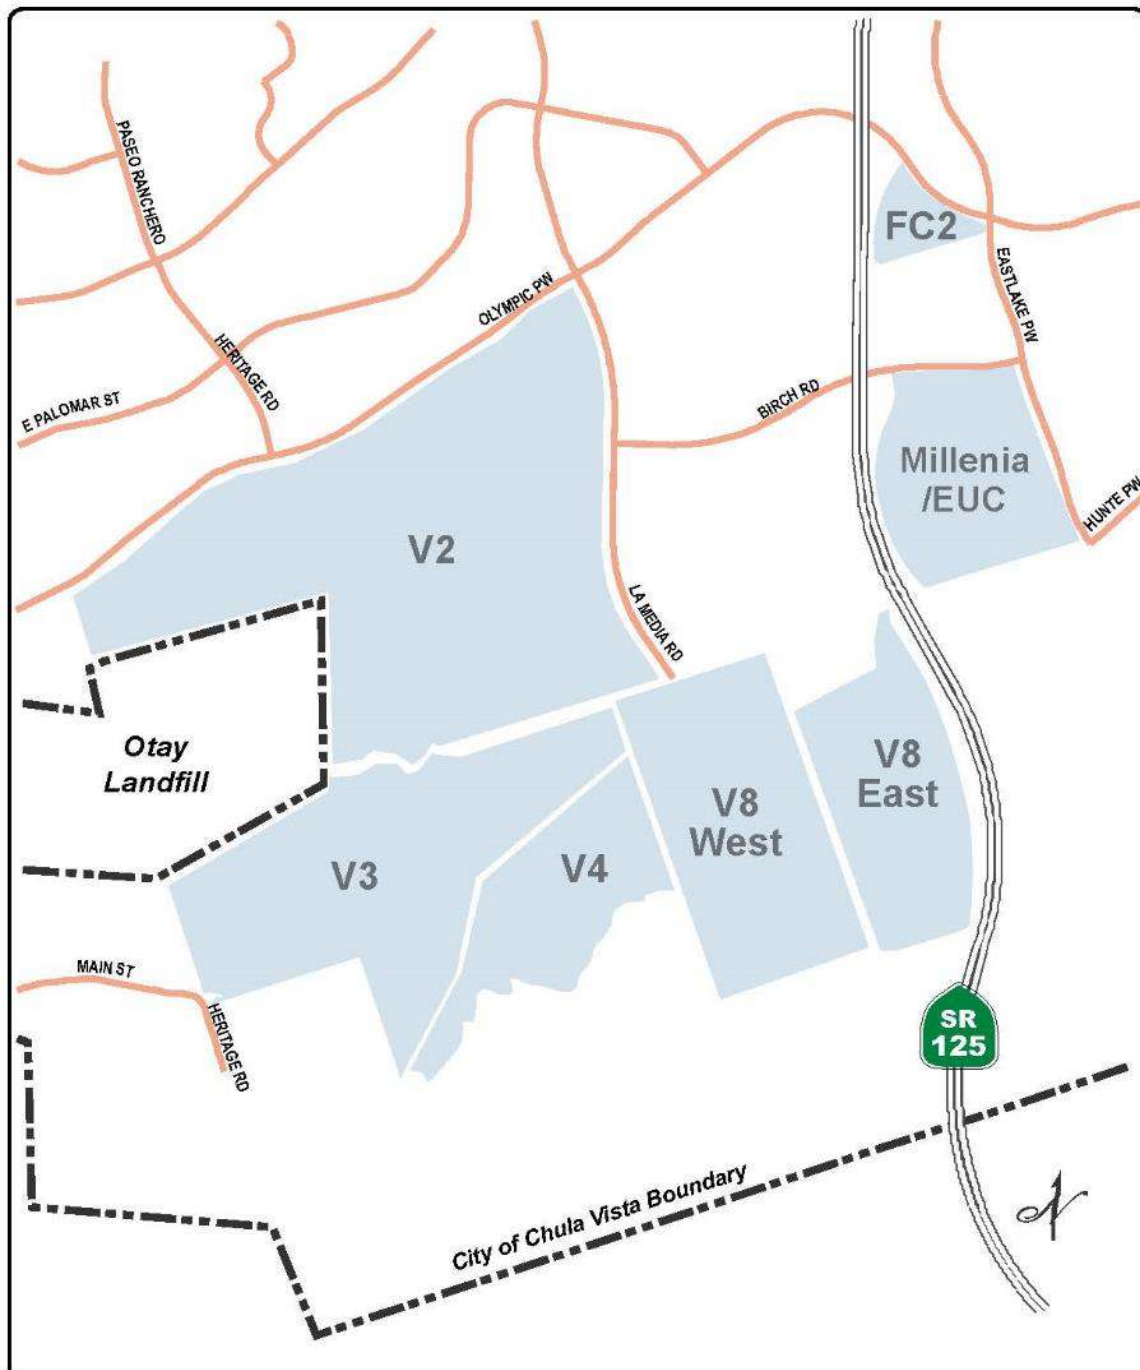 PASEO RANCHERO
FC2
EASTLAKE PW
OLYMPIC PW
HERITAGE RD
E PALOMAR ST
BIRCH RD
Millenia
/EUC
HUNTE PW
V2
LA MEDIA RD
Otay
Landfill
V8
East
V8
West
V3
V4
MAIN ST
HERITAGE RD
SR
125
City of Chula Vista Boundary